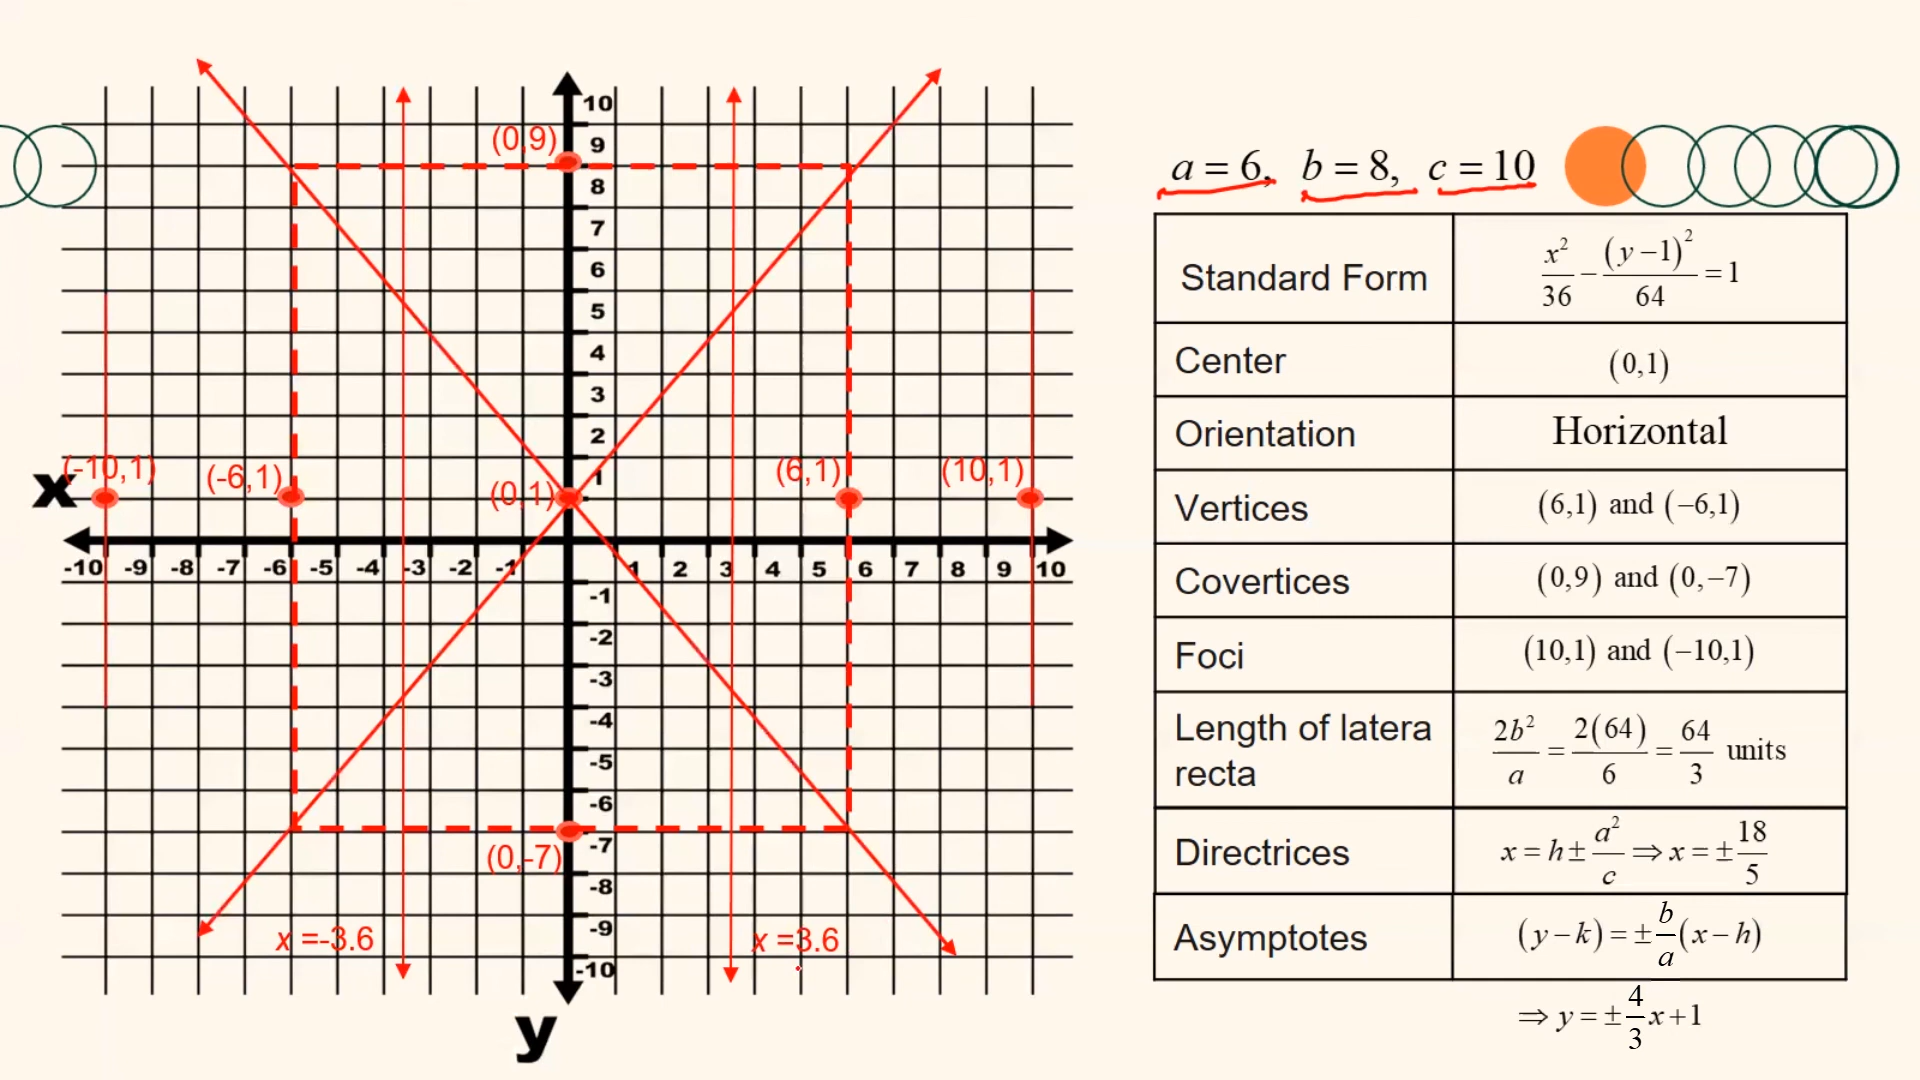 10
(0,9)
9
8
7
6
5
4
3
2
1
x
(-10,1)
(-6,1)
(0,1)
(6,1)
(10,1)
-10 -9 -8 -7 -6 -5 -4 -3 -2 -1 1 2 3 4 5 6 7 8 9 10
-1
-2
-3
-4
-5
-6
-7
(0,-7)
-8
-9
x =-3.6
x =3.6
-10
y
a = 6, b = 8, c = 10
Standard Form x²/36 − (y −1)²/64 = 1
Center (0,1)
Orientation Horizontal
Vertices (6,1) and (−6,1)
Covertices (0,9) and (0,−7)
Foci (10,1) and (−10,1)
Length of latera
recta 2b²/a = 2(64)/6 = 64/3 units
Directrices x = h ± a²/c ⇒ x = ± 18/5
Asymptotes (y − k) = ± b/a (x − h)
⇒ y = ± 4/3 x + 1